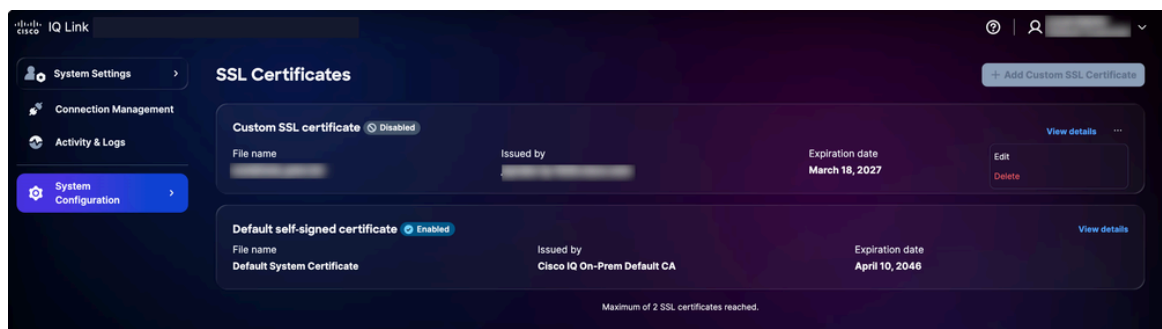 cisco IQ Link
System Settings
Connection Management
Activity & Logs
System
Configuration
SSL Certificates
+ Add Custom SSL Certificate
Custom SSL certificate Disabled
View details ...
File name Issued by Expiration date
March 18, 2027
Edit
Delete
Default self-signed certificate Enabled
View details
File name Issued by Expiration date
Default System Certificate Cisco IQ On-Prem Default CA April 10, 2046
Maximum of 2 SSL certificates reached.